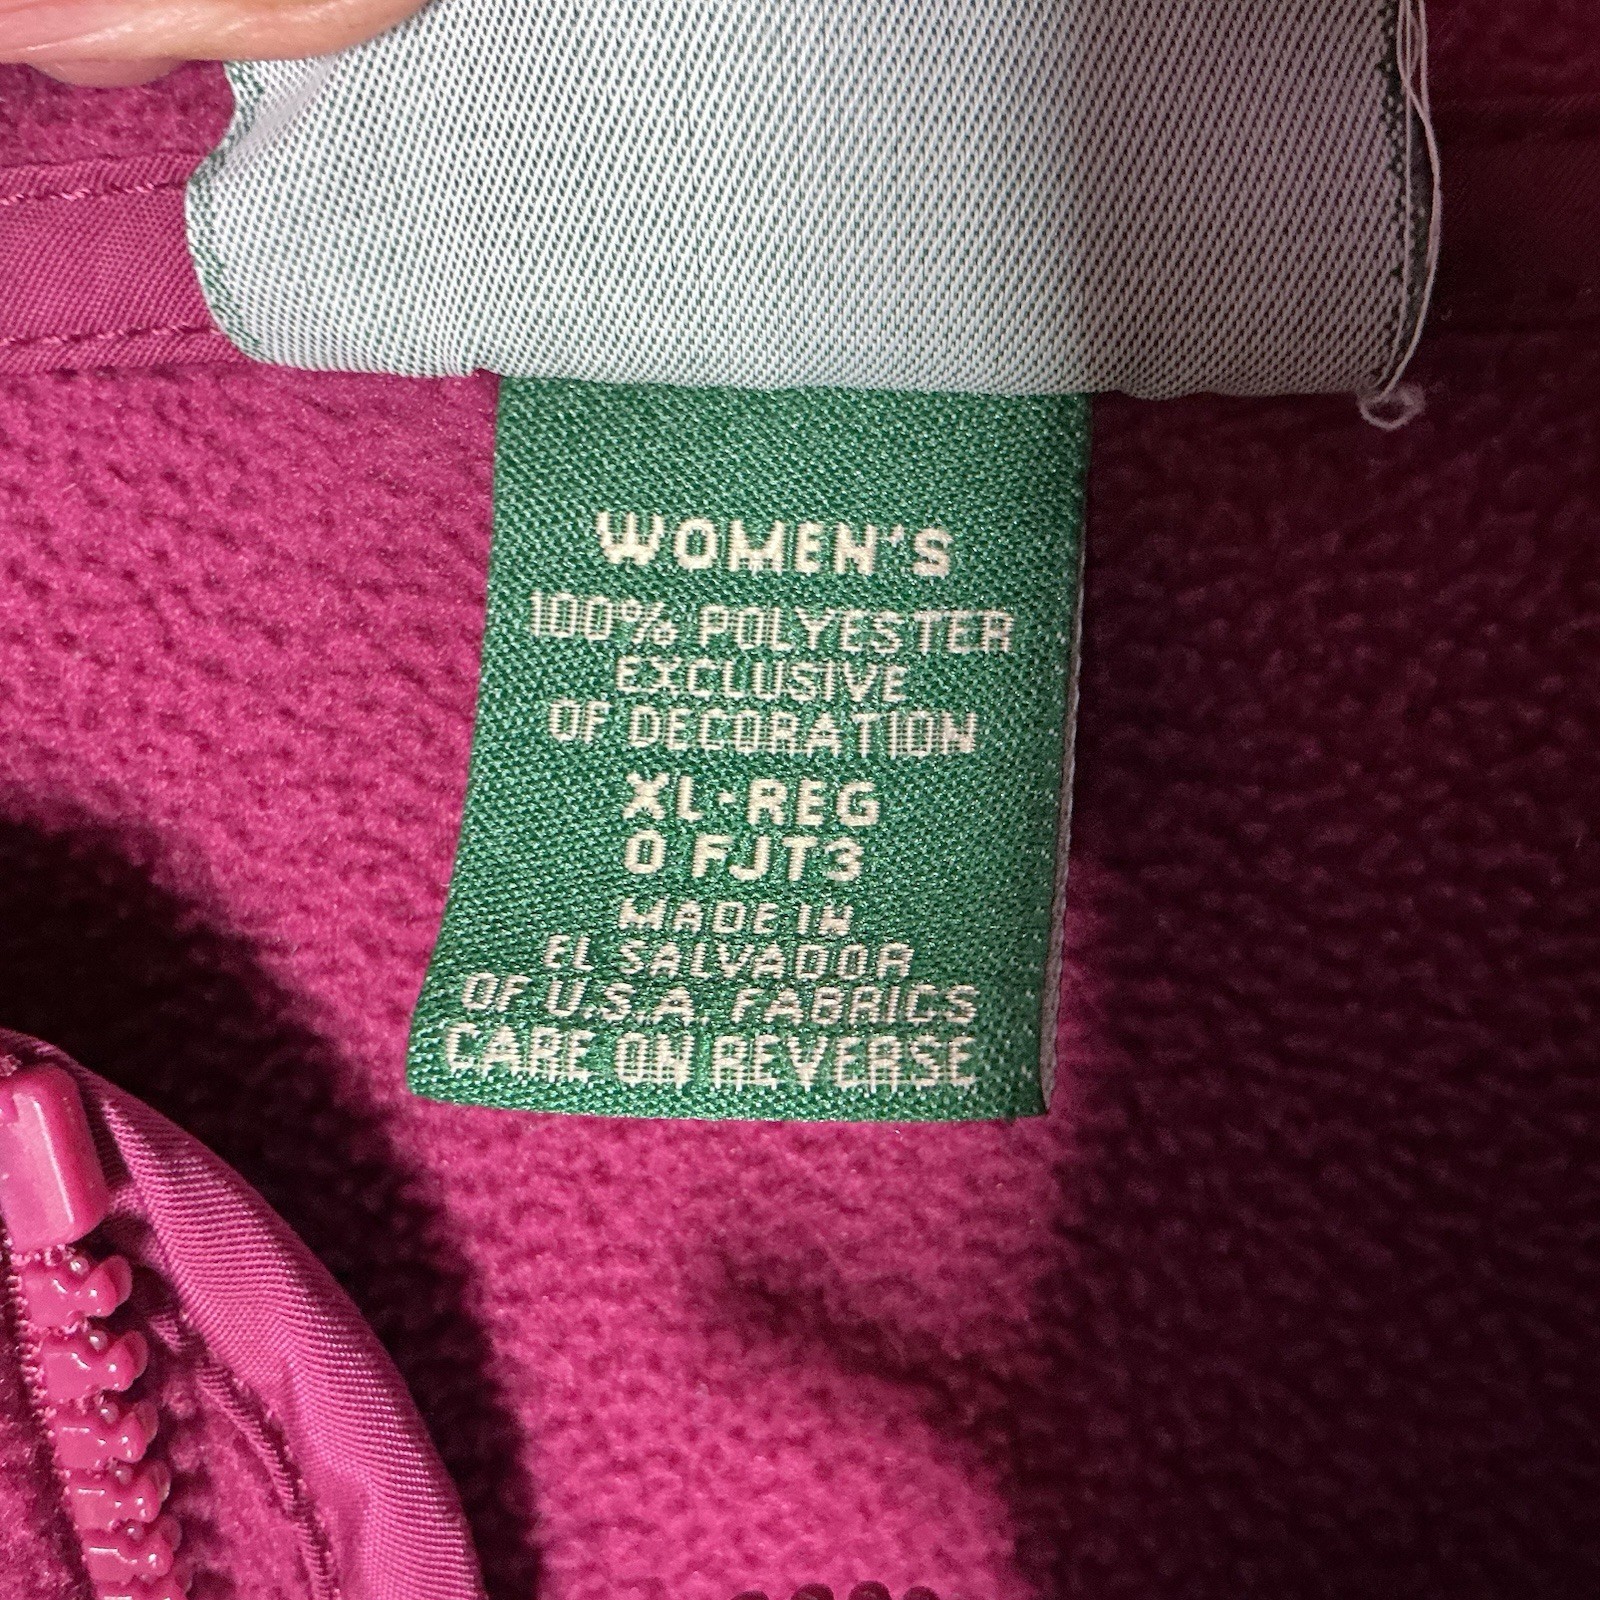 WOMEN'S
100% POLYESTER
EXCLUSIVE
OF DECORATION
XL-REG
0 FJT3
MADE IN
EL SALVADOR
OF U.S.A. FABRICS
CARE ON REVERSE